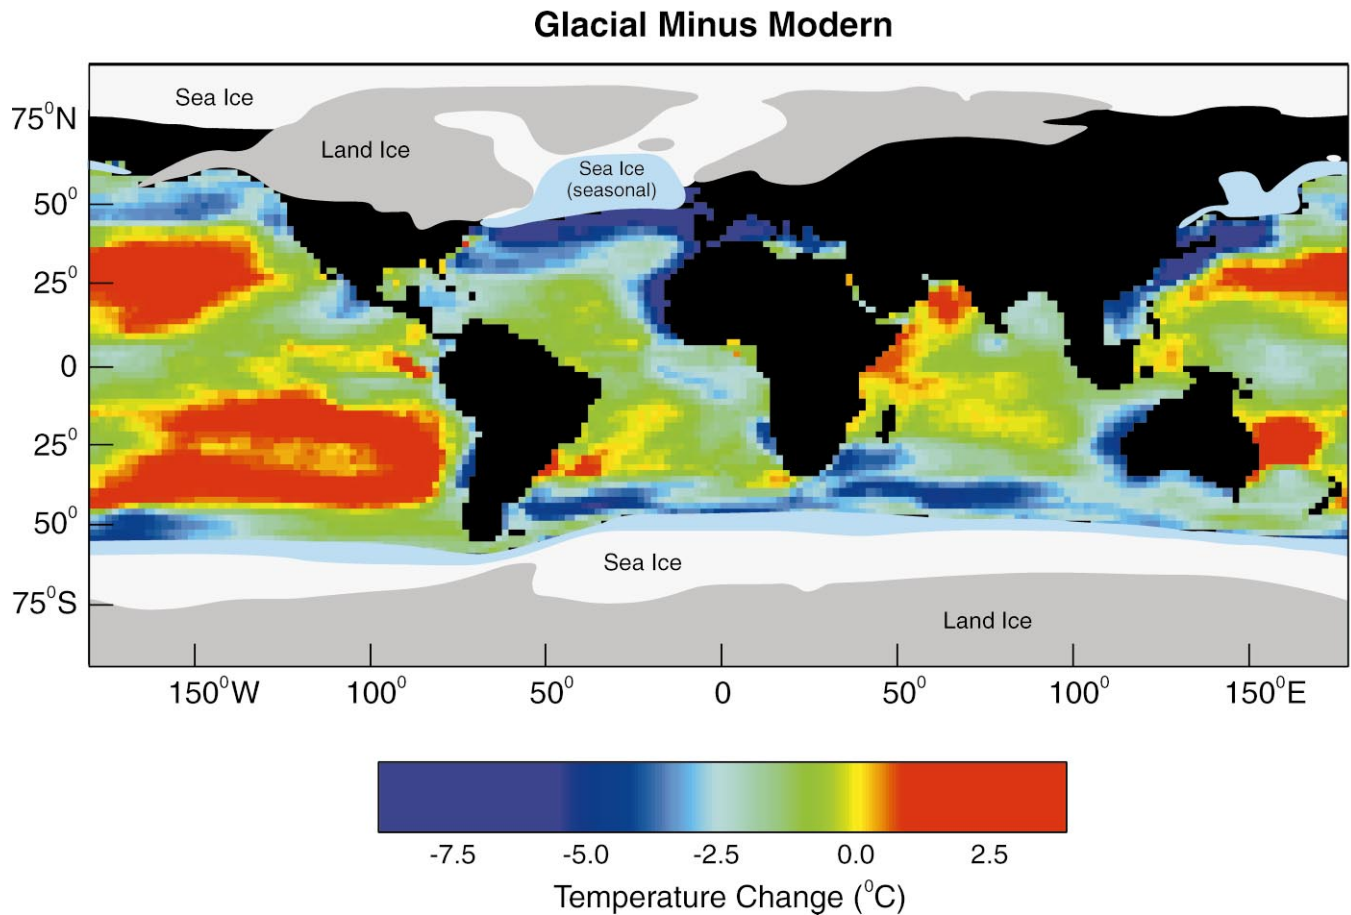 Glacial Minus Modern
Sea Ice
75⁰N
Land Ice
Sea Ice
(seasonal)
50⁰
25⁰
0
25⁰
50⁰
Sea Ice
75⁰S
Land Ice
150⁰W 100⁰ 50⁰ 0 50⁰ 100⁰ 150⁰E
-7.5 -5.0 -2.5 0.0 2.5
Temperature Change (⁰C)